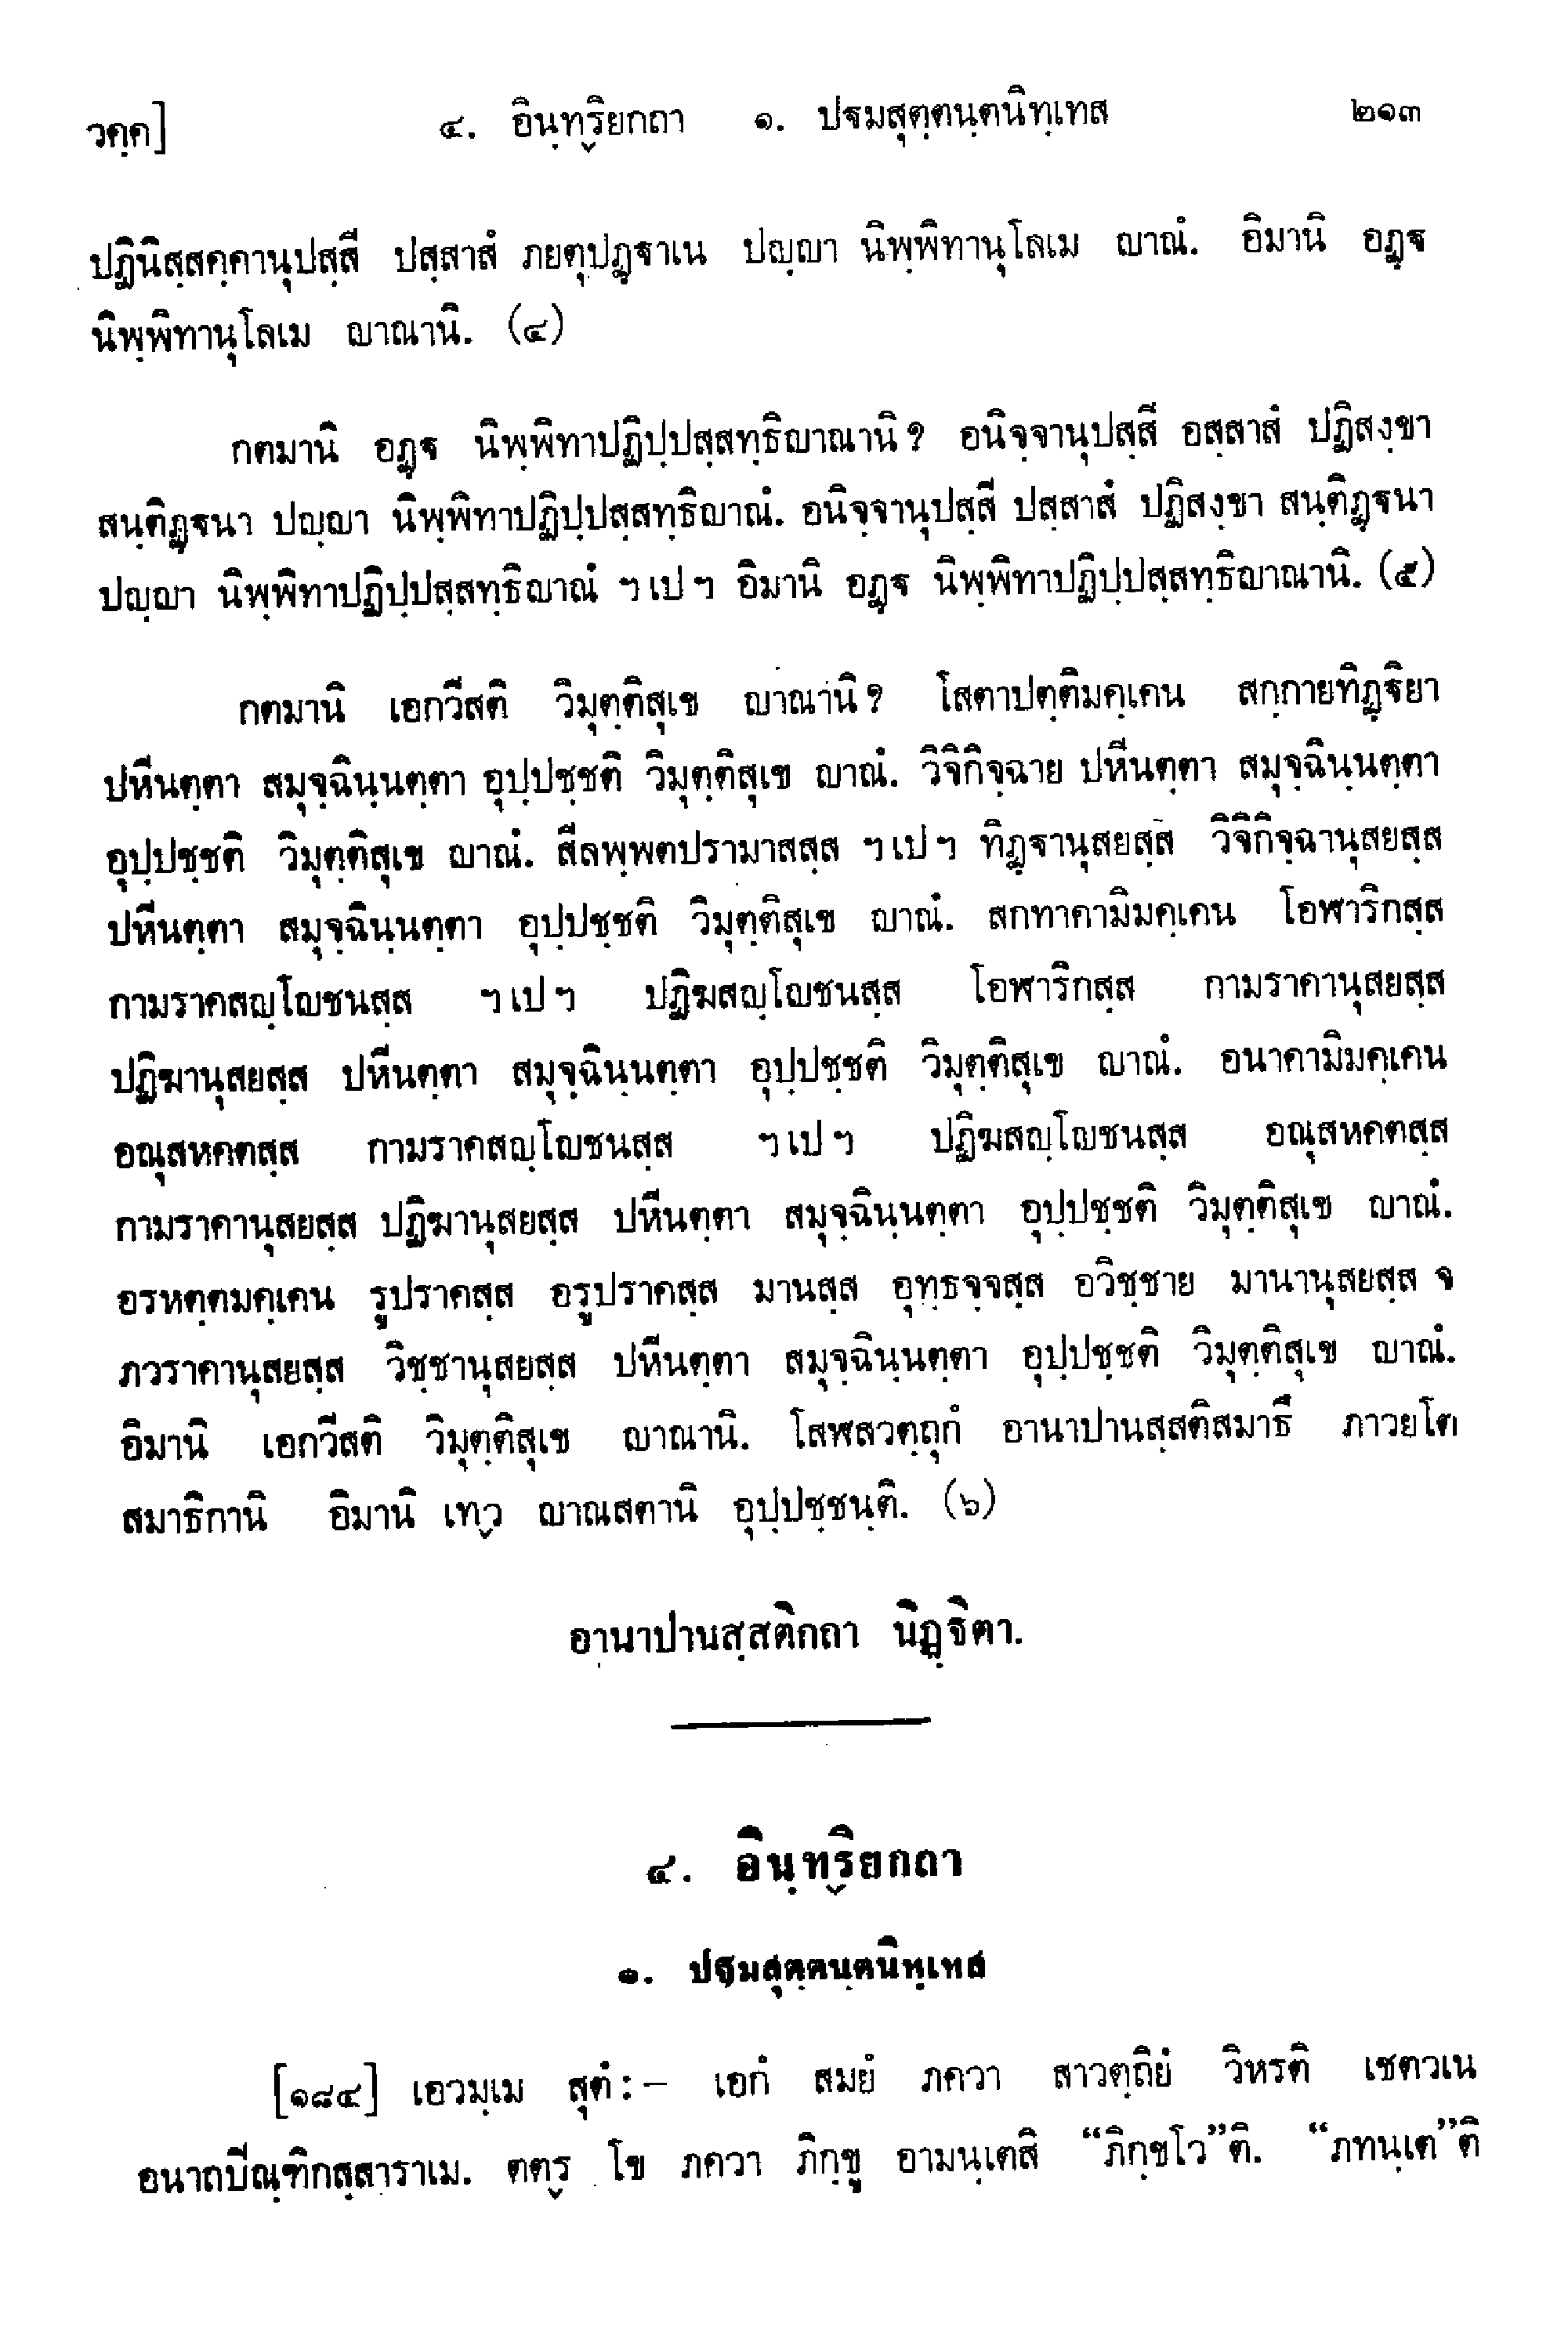 วคฺค]	๔. อินฺทฺริยกถา ๑. ปฐมสุตฺตนฺตนิทฺเทส	๒๑๓
ปฏินิสฺสคฺคานุปสฺสี ปสฺสาสํ ภยตุปฏฺฐาเน ปญฺญา นิพฺพิทานุโลเม ญาณํ. อิมานิ อฏฺฐ
นิพฺพิทานุโลเม ญาณานิ. (๔)
กตมานิ อฏฺฐ นิพฺพิทาปฏิปฺปสฺสทฺธิญาณานิ? อนิจฺจานุปสฺสี อสฺสาสํ ปฏิสงฺขา
สนฺติฏฺฐนา ปญฺญา นิพฺพิทาปฏิปฺปสฺสทฺธิญาณํ. อนิจฺจานุปสฺสี ปสฺสาสํ ปฏิสงฺขา สนฺติฏฺฐนา
ปญฺญา นิพฺพิทาปฏิปฺปสฺสทฺธิญาณํ ฯ เป ฯ อิมานิ อฏฺฐ นิพฺพิทาปฏิปฺปสฺสทฺธิญาณานิ. (๕)
กตมานิ เอกวีสติ วิมุตฺติสุเข ญาณานิ? โสตาปตฺติมคฺเคน สกฺกายทิฏฺฐิยา
ปหีนตฺตา สมุจฺฉินฺนตฺตา อุปฺปชฺชติ วิมุตฺติสุเข ญาณํ. วิจิกิจฺฉาย ปหีนตฺตา สมุจฺฉินฺนตฺตา
อุปฺปชฺชติ วิมุตฺติสุเข ญาณํ. สีลพฺพตปรามาสสฺส ฯ เป ฯ ทิฏฺฐานุสยสฺส วิจิกิจฺฉานุสยสฺส
ปหีนตฺตา สมุจฺฉินฺนตฺตา อุปฺปชฺชติ วิมุตฺติสุเข ญาณํ. สกทาคามิมคฺเคน โอฬาริกสฺส
กามราคสญฺโญชนสฺส ฯ เป ฯ ปฏิฆสญฺโญชนสฺส โอฬาริกสฺส กามราคานุสยสฺส
ปฏิฆานุสยสฺส ปหีนตฺตา สมุจฺฉินฺนตฺตา อุปฺปชฺชติ วิมุตฺติสุเข ญาณํ. อนาคามิมคฺเคน
อณุสหคตสฺส กามราคสญฺโญชนสฺส ฯ เป ฯ ปฏิฆสญฺโญชนสฺส อณุสหคตสฺส
กามราคานุสยสฺส ปฏิฆานุสยสฺส ปหีนตฺตา สมุจฺฉินฺนตฺตา อุปฺปชฺชติ วิมุตฺติสุเข ญาณํ.
อรหตฺตมคฺเคน รูปราคสฺส อรูปราคสฺส มานสฺส อุทฺธจฺจสฺส อวิชฺชาย มานานุสยสฺส จ
ภวราคานุสยสฺส วิชฺชานุสยสฺส ปหีนตฺตา สมุจฺฉินฺนตฺตา อุปฺปชฺชติ วิมุตฺติสุเข ญาณํ.
อิมานิ เอกวีสติ วิมุตฺติสุเข ญาณานิ. โสฬสวตฺถุกํ อานาปานสฺสติสมาธึ ภาวยโต
สมาธิกานิ อิมานิ เทฺว ญาณสตานิ อุปฺปชฺชนฺติ. (๖)
อานาปานสฺสติกถา นิฏฺฐิตา.
๔. อินฺทฺริยกถา
๑. ปฐมสุตฺตนฺตนิทฺเทส
[๑๘๔] เอวมฺเม สุตํ:– เอกํ สมยํ ภควา สาวตฺถิยํ วิหรติ เชตวเน
อนาถบิณฺฑิกสฺสาราเม. ตตฺร โข ภควา ภิกฺขู อามนฺเตสิ “ภิกฺขโว”ติ. “ภทนฺเต”ติ